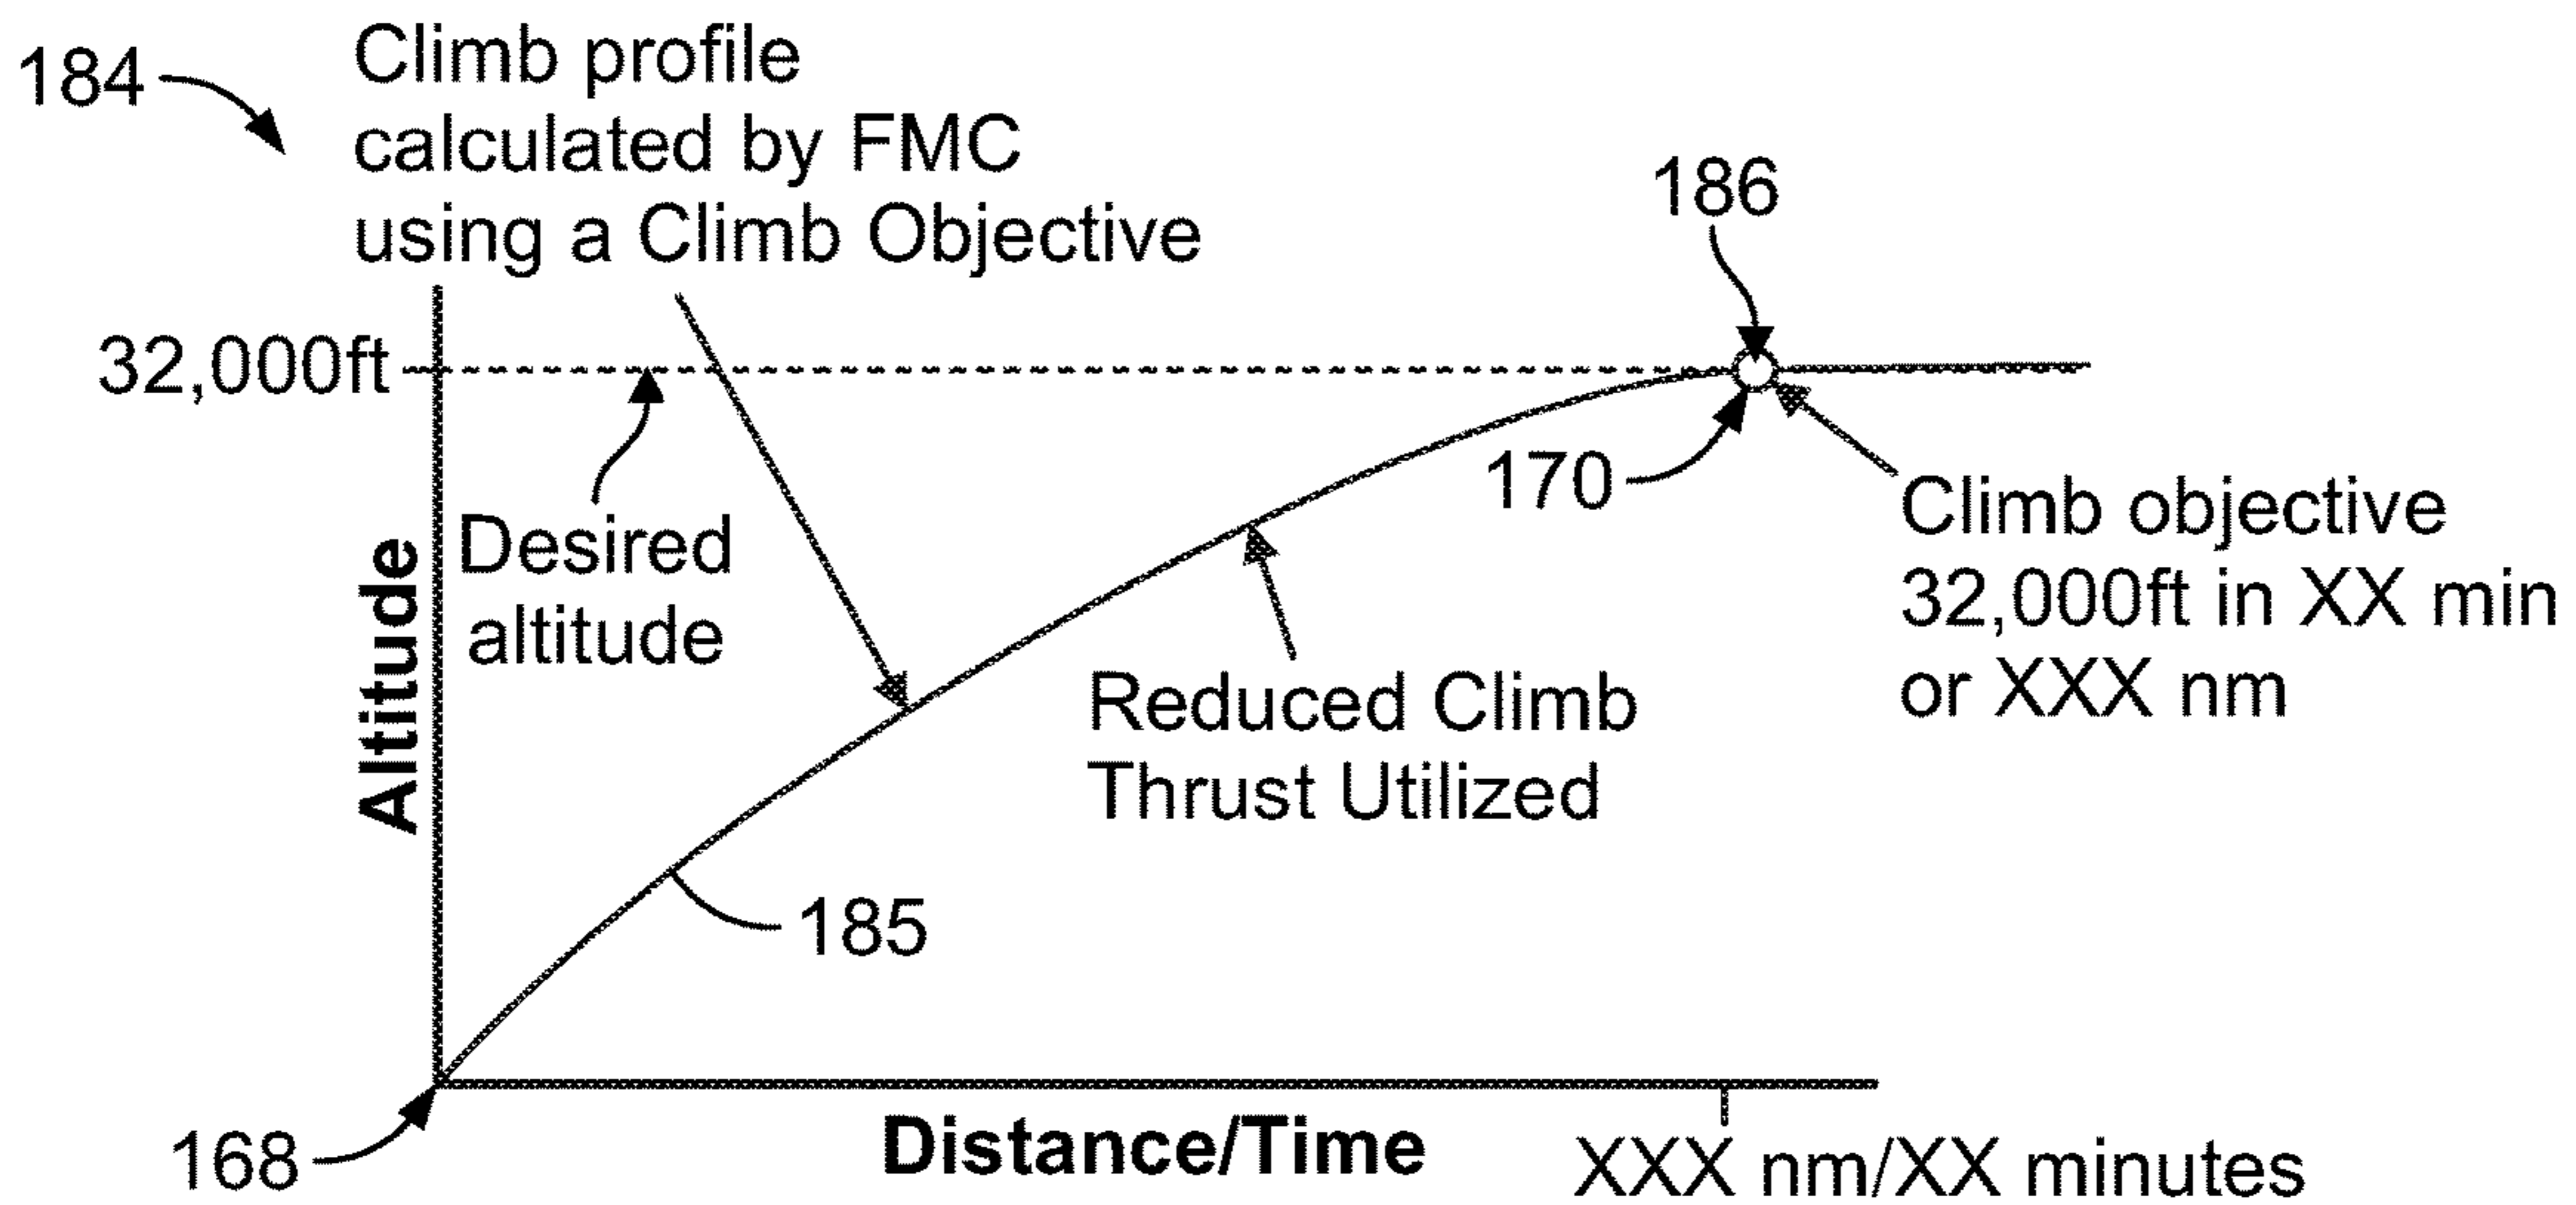 184
Climb profile
calculated by FMC
using a Climb Objective
186
32,000ft
170
Desired
altitude
Climb objective
32,000ft in XX min
or XXX nm
Altitude
Reduced Climb
Thrust Utilized
185
168
Distance/Time
XXX nm/XX minutes